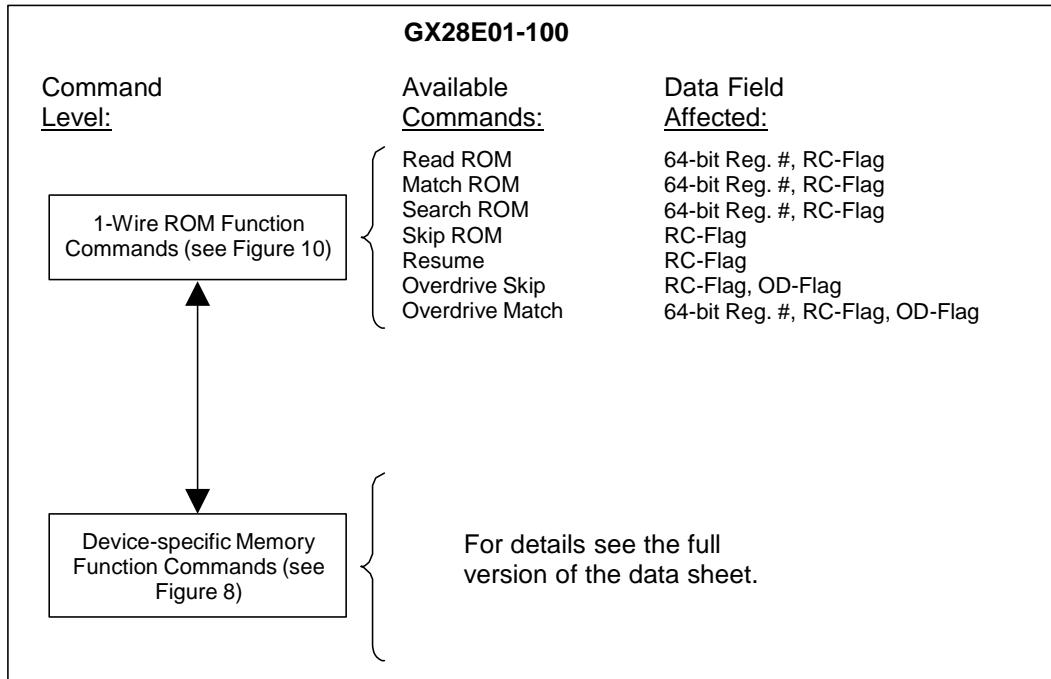 GX28E01-100
Command
Level:
Available
Commands:
Data Field
Affected:
1-Wire ROM Function
Commands (see Figure 10)
Read ROM 64-bit Reg. #, RC-Flag
Match ROM 64-bit Reg. #, RC-Flag
Search ROM 64-bit Reg. #, RC-Flag
Skip ROM RC-Flag
Resume RC-Flag
Overdrive Skip RC-Flag, OD-Flag
Overdrive Match 64-bit Reg. #, RC-Flag, OD-Flag
Device-specific Memory
Function Commands (see
Figure 8)
For details see the full
version of the data sheet.